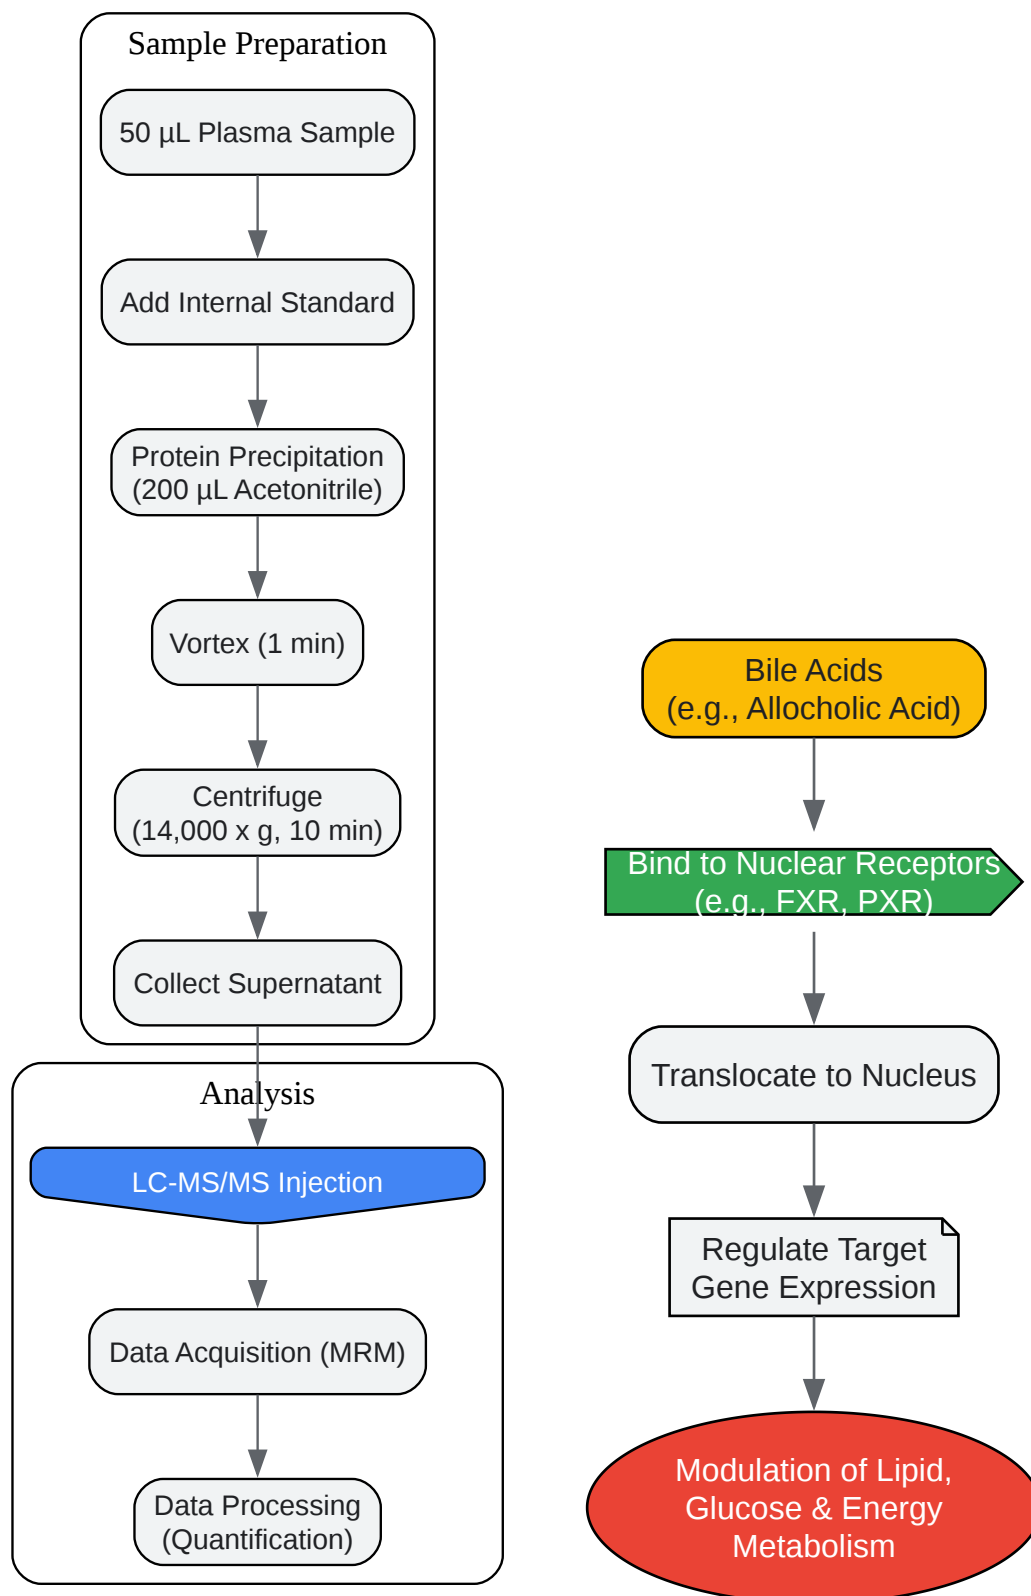 Sample Preparation
50 µL Plasma Sample
Add Internal Standard
Protein Precipitation
(200 µL Acetonitrile)
Vortex (1 min)
Centrifuge
(14,000 x g, 10 min)
Collect Supernatant
Analysis
LC-MS/MS Injection
Data Acquisition (MRM)
Data Processing
(Quantification)
Bile Acids
(e.g., Allocholic Acid)
Bind to Nuclear Receptors
(e.g., FXR, PXR)
Translocate to Nucleus
Regulate Target
Gene Expression
Modulation of Lipid,
Glucose & Energy
Metabolism